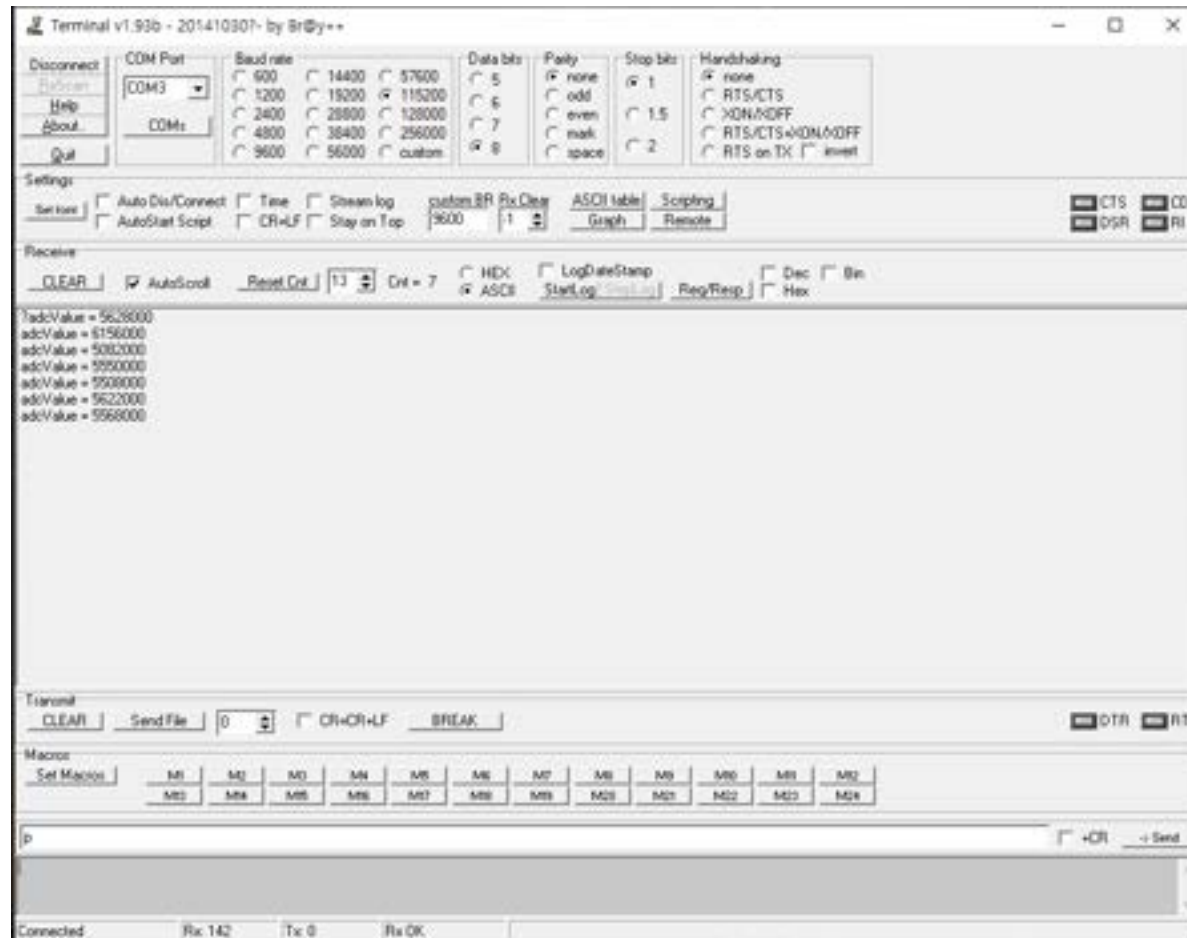 Terminal v1.93b - 20141030?- by Br@y++
Disconnect
ReScan
Help
About..
Quit
COM Port
COM3
COMs
Baud rate
600 14400 57600
1200 19200 115200
2400 28800 128000
4800 38400 256000
9600 56000 custom
Data bits
5
6
7
8
Parity
none
odd
even
mark
space
Stop bits
1
1.5
2
Handshaking
none
RTS/CTS
XON/XOFF
RTS/CTS+XON/XOFF
RTS on TX invert
Settings
Set font
Auto Dis/Connect Time Stream log
AutoStart Script CR=LF Stay on Top
custom BR Rx Clear
9600 -1
ASCII table Scripting
Graph Remote
CTS CD
DSR RI
Receive
CLEAR AutoScroll Reset Cnt 13 Cnt = 7
HEX
ASCII
LogDateStamp
StartLog StopLog Req/Resp
Dec Bin
Hex
?adcValue = 5628000
adcValue = 6156000
adcValue = 5082000
adcValue = 5550000
adcValue = 5508000
adcValue = 5622000
adcValue = 5568000
Transmit
CLEAR Send File 0 CR=CR+LF BREAK
DTR RT
Macros
Set Macros M1 M2 M3 M4 M5 M6 M7 M8 M9 M10 M11 M12
M13 M14 M15 M16 M17 M18 M19 M20 M21 M22 M23 M24
p +CR -> Send
Connected Rx: 142 Tx: 0 Rx OK